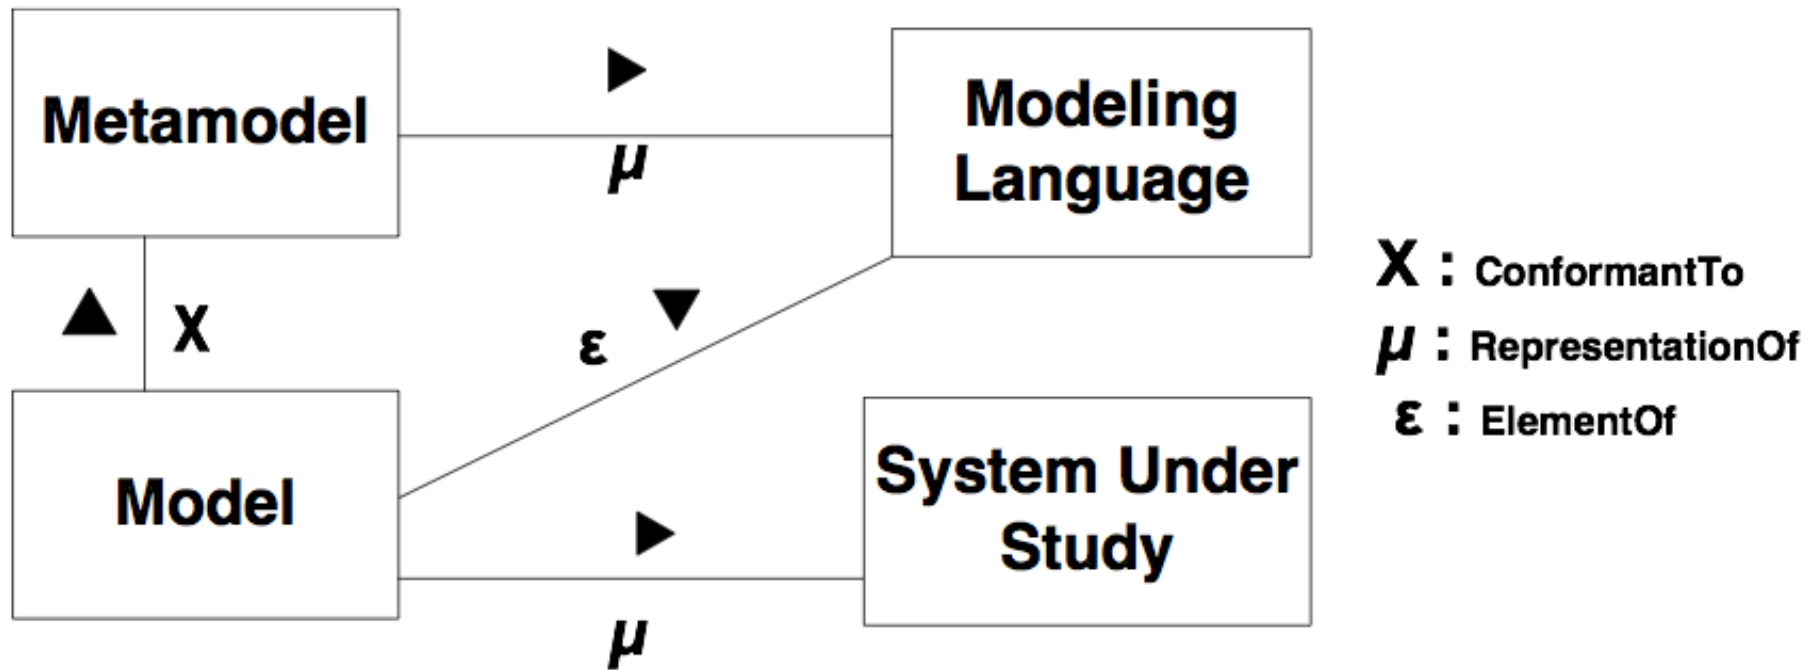 Metamodel
μ
Modeling
Language
X
ε
Model
μ
System Under
Study
X : ConformantTo
μ : RepresentationOf
ε : ElementOf